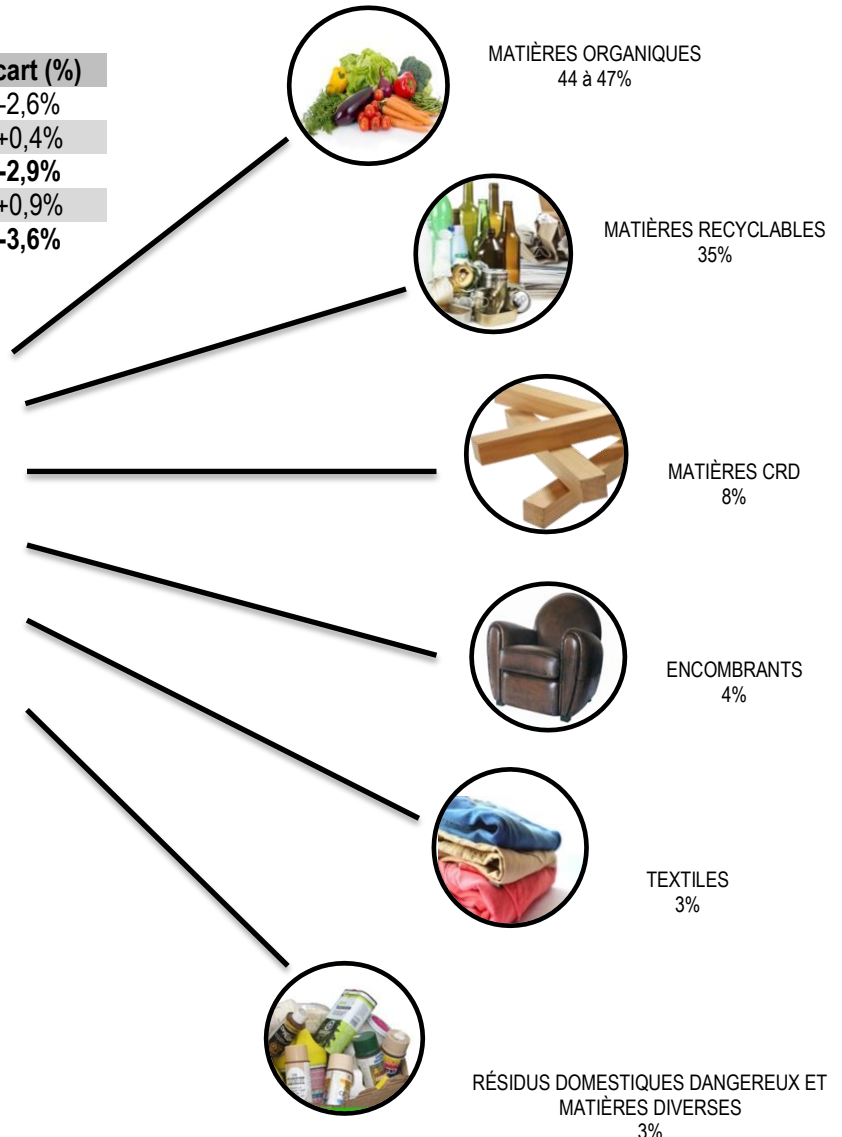 cart (%)
-2,6%
+0,4%
-2,9%
+0,9%
-3,6%
MATIÈRES ORGANIQUES
44 à 47%
MATIÈRES RECYCLABLES
35%
MATIÈRES CRD
8%
ENCOMBRANTS
4%
TEXTILES
3%
RÉSIDUS DOMESTIQUES DANGEREUX ET
MATIÈRES DIVERSES
3%